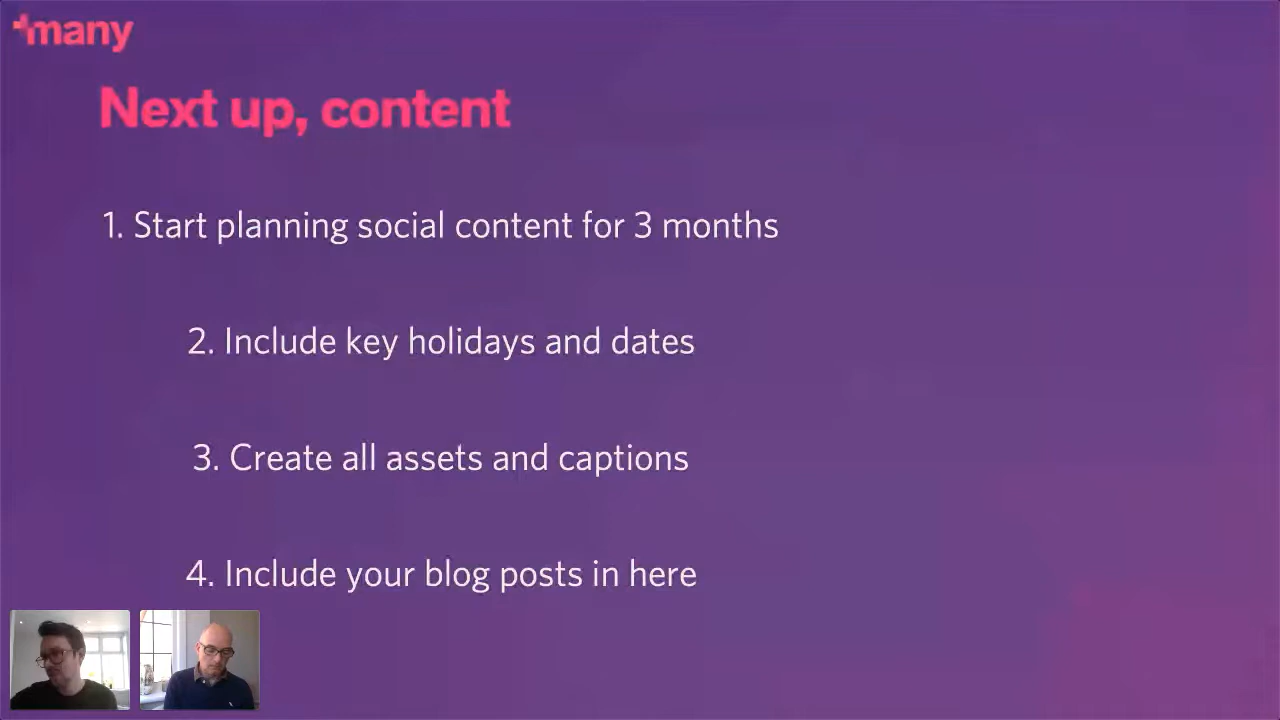 +many
Next up, content
1. Start planning social content for 3 months
2. Include key holidays and dates
3. Create all assets and captions
4. Include your blog posts in here